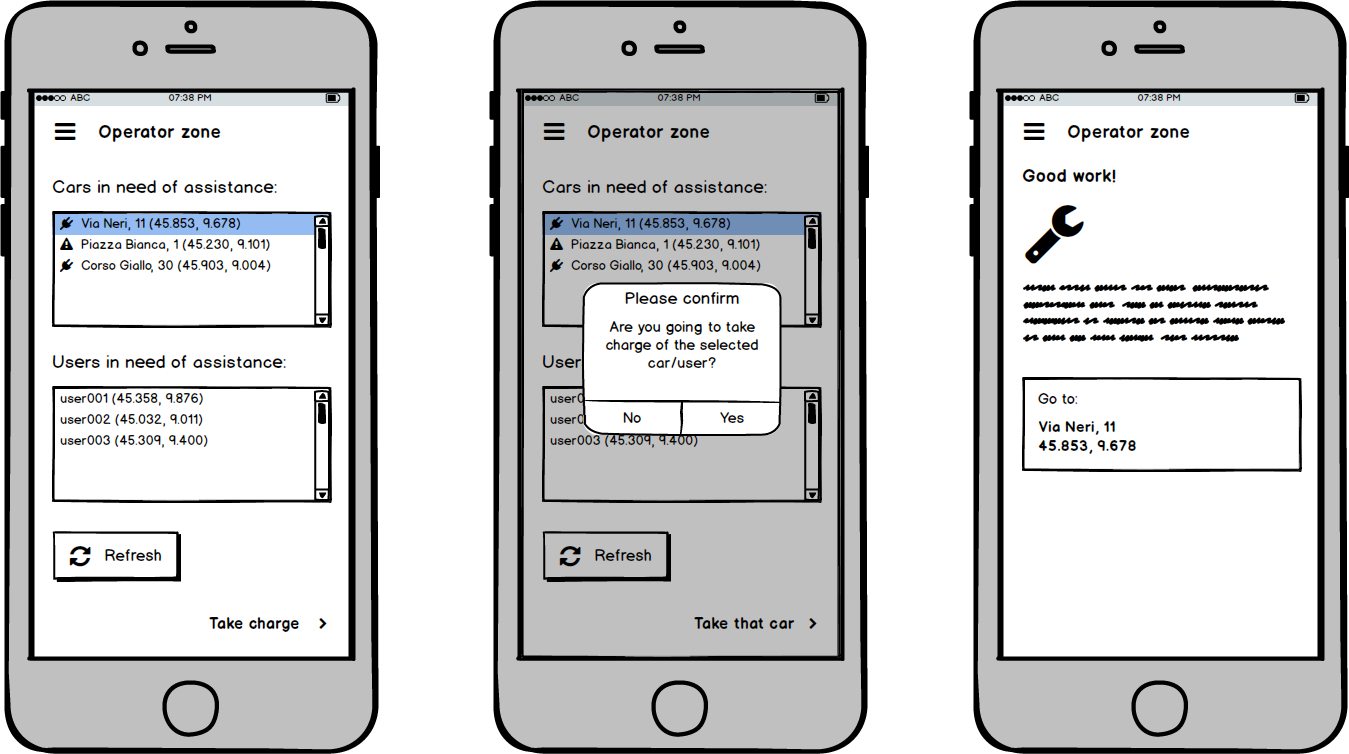 ABC 07:38 PM
Operator zone
Cars in need of assistance:
Via Neri, 11 (45.853, 9.678)
Piazza Bianca, 1 (45.230, 9.101)
Corso Giallo, 30 (45.903, 9.004)
Users in need of assistance:
user001 (45.358, 9.876)
user002 (45.032, 9.011)
user003 (45.309, 9.400)
Refresh
Take charge
ABC 07:38 PM
Operator zone
Cars in need of assistance:
Via Neri, 11 (45.853, 9.678)
Piazza Bianca, 1 (45.230, 9.101)
Corso Giallo, 30 (45.903, 9.004)
Please confirm
Are you going to take
charge of the selected
car/user?
No Yes
User
user0
user0
user003 (45.309, 9.400)
Refresh
Take that car
ABC 07:38 PM
Operator zone
Good work!
Go to:
Via Neri, 11
45.853, 9.678